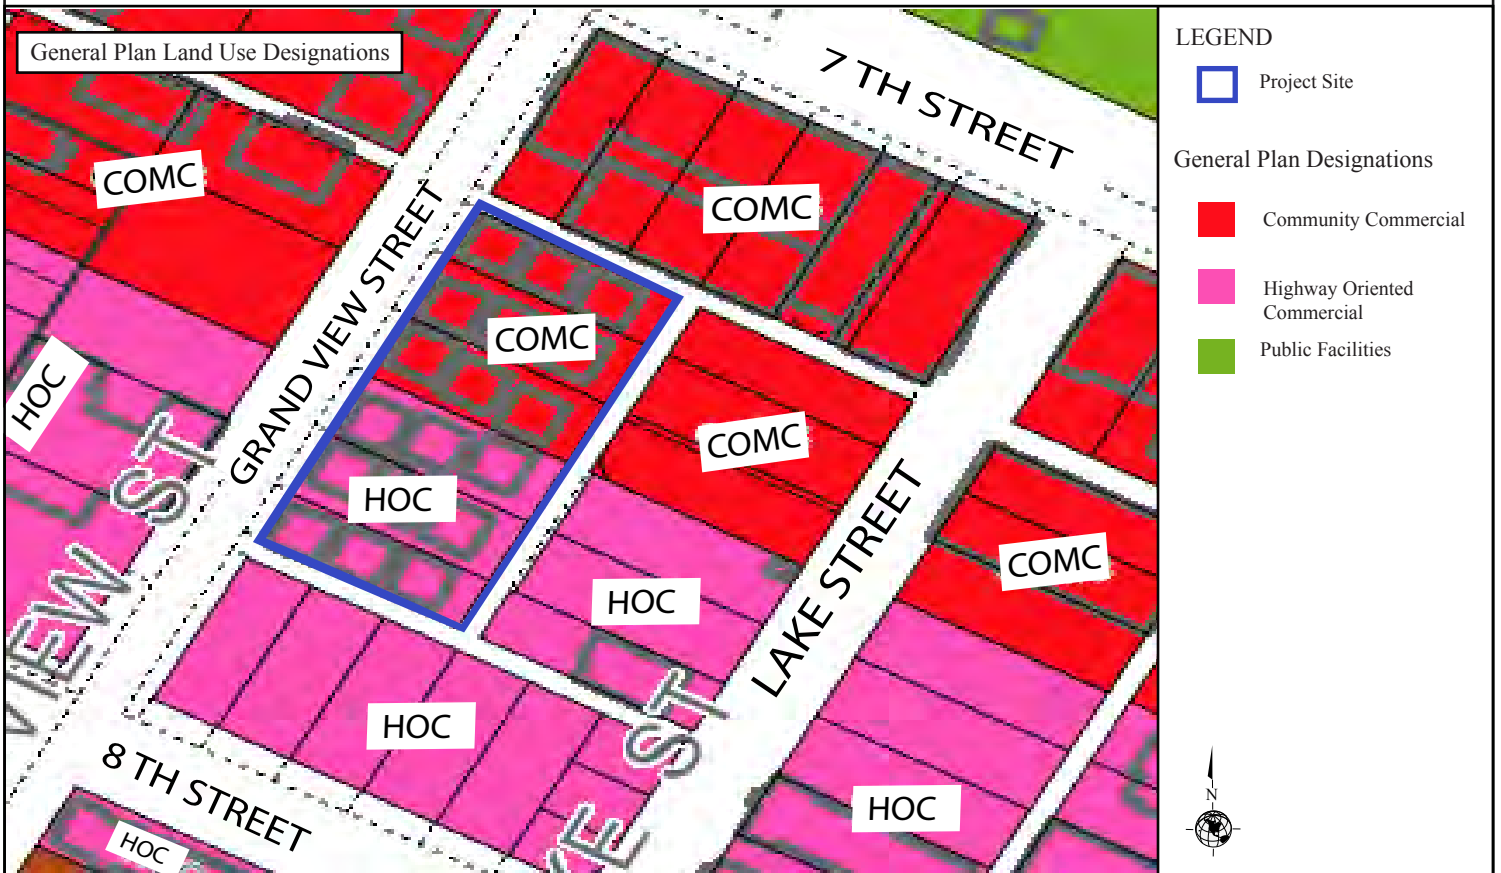 General Plan Land Use Designations
7 TH STREET
COMC
COMC
GRAND VIEW STREET
COMC
HOC
COMC
HOC
VIEW ST
LAKE STREET
COMC
HOC
HOC
KE ST
8 TH STREET
HOC
HOC
LEGEND
Project Site
General Plan Designations
Community Commercial
Highway Oriented
Commercial
Public Facilities
N